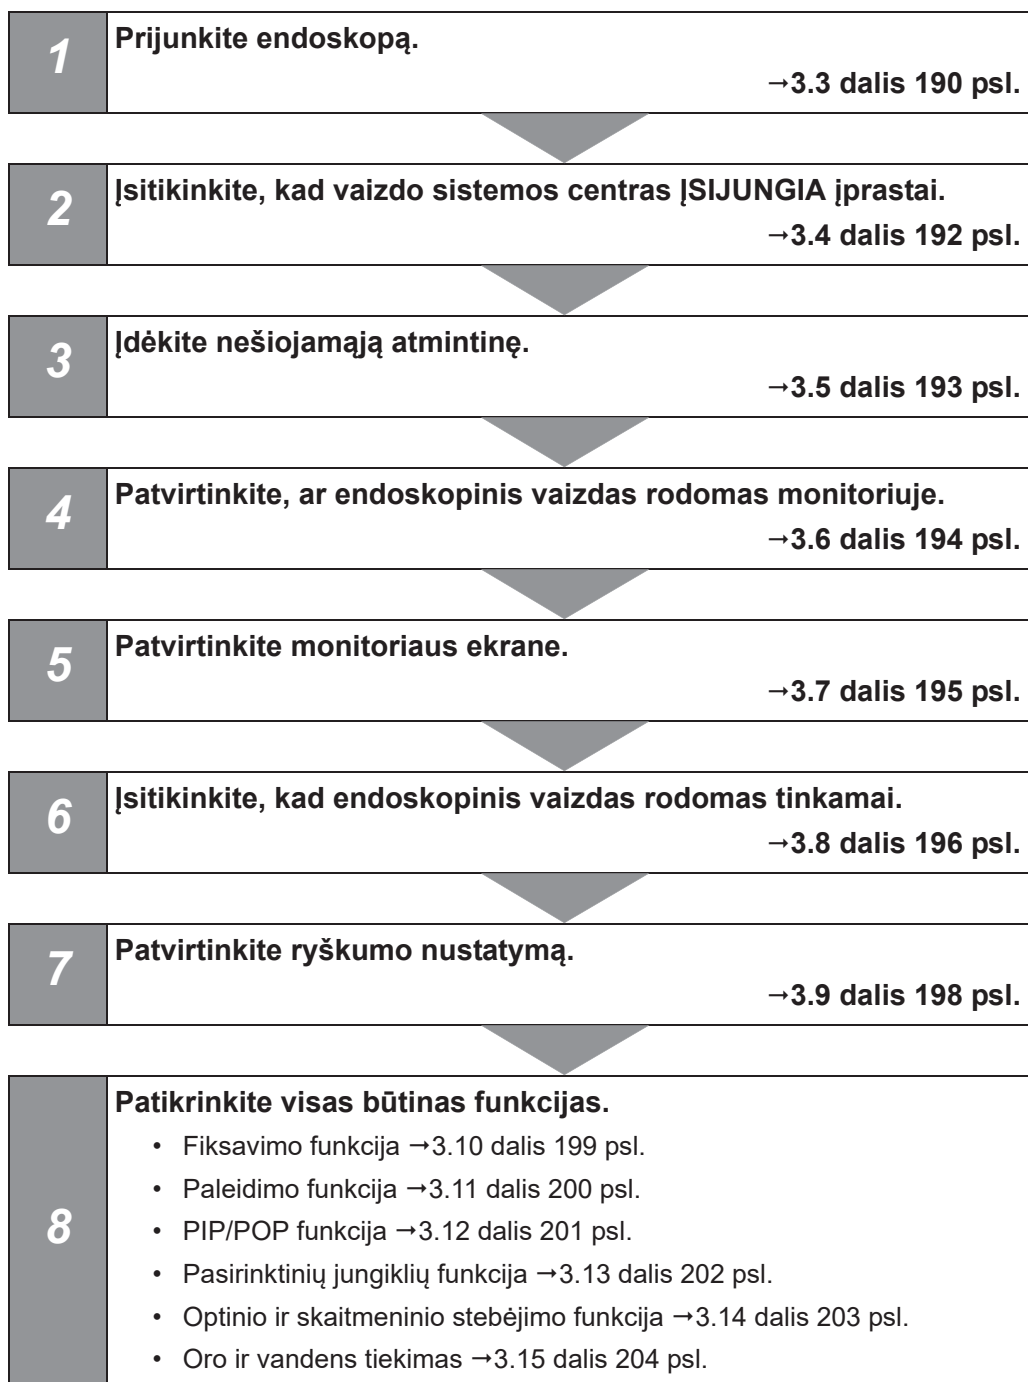 1
Prijunkite endoskopą.
→3.3 dalis 190 psl.
2
Įsitikinkite, kad vaizdo sistemos centras ĮSIJUNGIA įprastai.
→3.4 dalis 192 psl.
3
Įdėkite nešiojamąją atmintinę.
→3.5 dalis 193 psl.
4
Patvirtinkite, ar endoskopinis vaizdas rodomas monitoriuje.
→3.6 dalis 194 psl.
5
Patvirtinkite monitoriaus ekrane.
→3.7 dalis 195 psl.
6
Įsitikinkite, kad endoskopinis vaizdas rodomas tinkamai.
→3.8 dalis 196 psl.
7
Patvirtinkite ryškumo nustatymą.
→3.9 dalis 198 psl.
8
Patikrinkite visas būtinas funkcijas.
• Fiksavimo funkcija →3.10 dalis 199 psl.
• Paleidimo funkcija →3.11 dalis 200 psl.
• PIP/POP funkcija →3.12 dalis 201 psl.
• Pasirinktinių jungiklių funkcija →3.13 dalis 202 psl.
• Optinio ir skaitmeninio stebėjimo funkcija →3.14 dalis 203 psl.
• Oro ir vandens tiekimas →3.15 dalis 204 psl.